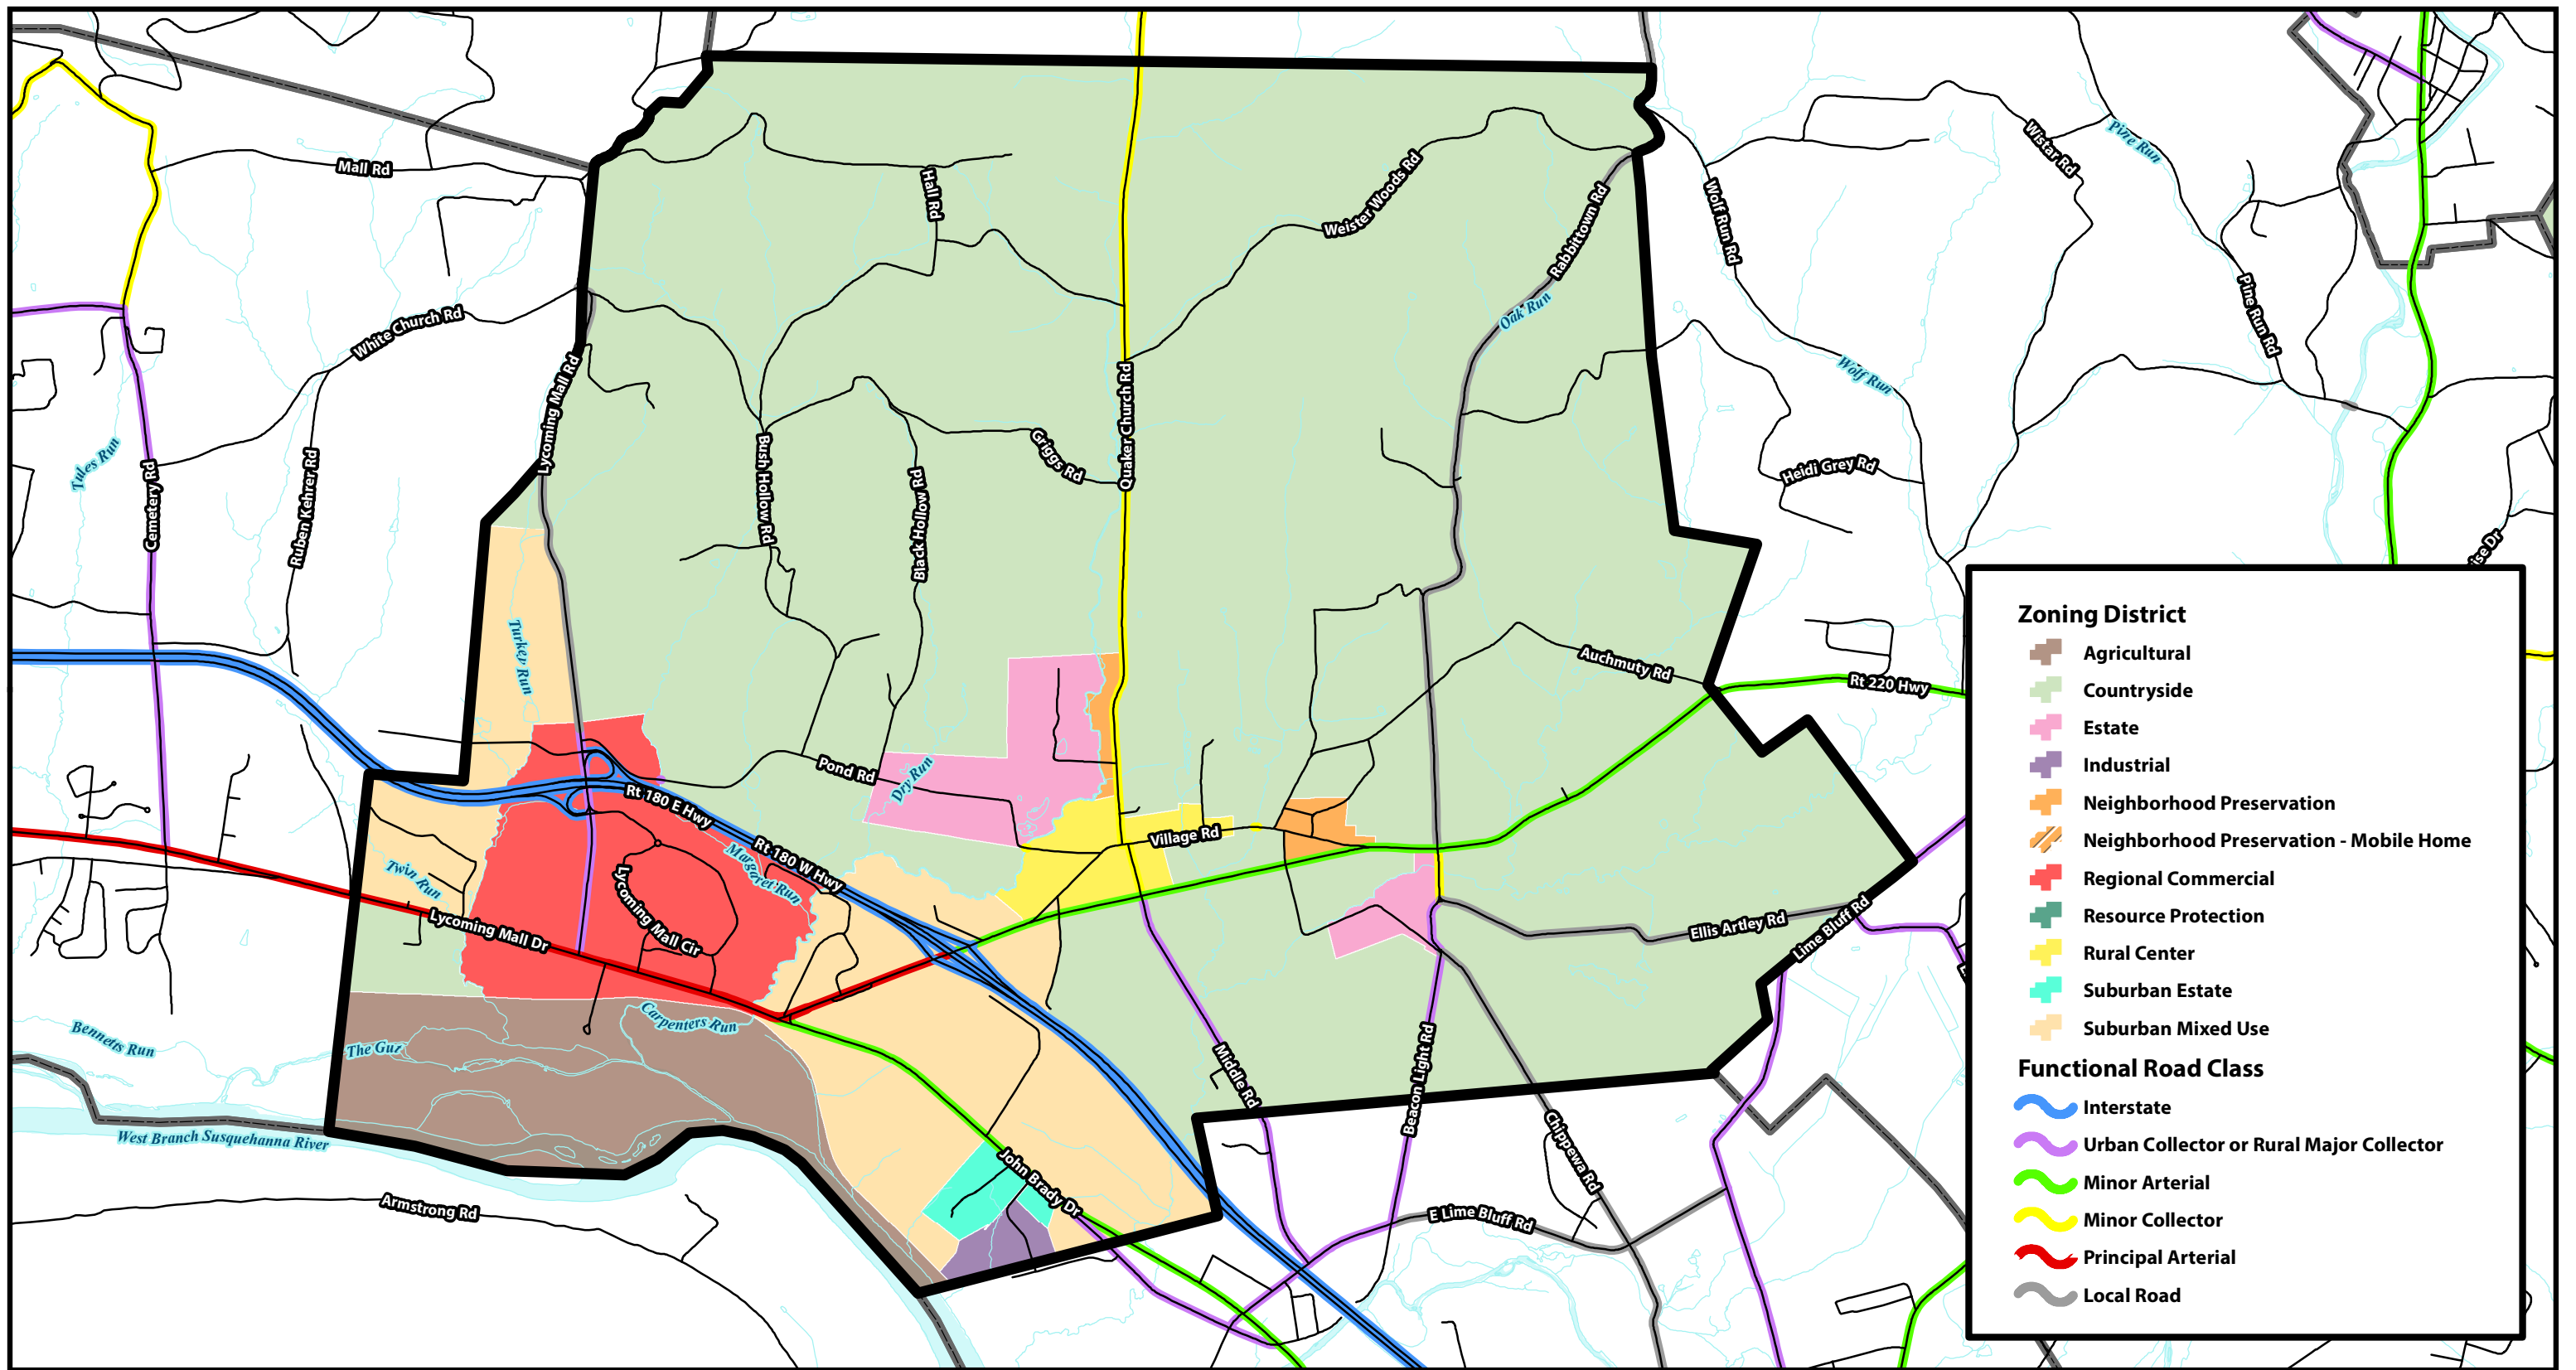 Mall Rd
Hall Rd
Weister Woods Rd
Rabbittown Rd
Wolf Run Rd
Wistar Rd
Pine Run
Oak Run
Pine Run Rd
White Church Rd
Wolf Run
Lycoming Mall Rd
Quaker Church Rd
Tules Run
Cemetery Rd
Ruben Kehrer Rd
Bush Hollow Rd
Black Hollow Rd
Griggs Rd
Heidi Grey Rd
ise Dr
Turkey Run
Auchmuty Rd
Rt 220 Hwy
Pond Rd
Dry Run
Rt 180 E Hwy
Rt 180 W Hwy
Village Rd
Margaret Run
Twin Run
Lycoming Mall Cir
Lycoming Mall Dr
Ellis Artley Rd
Lime Bluff Rd
Carpenters Run
Bennetts Run
The Gut
Middle Rd
Beacon Light Rd
Chippewa Rd
West Branch Susquehanna River
John Brady Dr
Armstrong Rd
E Lime Bluff Rd
Zoning District
Agricultural
Countryside
Estate
Industrial
Neighborhood Preservation
Neighborhood Preservation - Mobile Home
Regional Commercial
Resource Protection
Rural Center
Suburban Estate
Suburban Mixed Use
Functional Road Class
Interstate
Urban Collector or Rural Major Collector
Minor Arterial
Minor Collector
Principal Arterial
Local Road